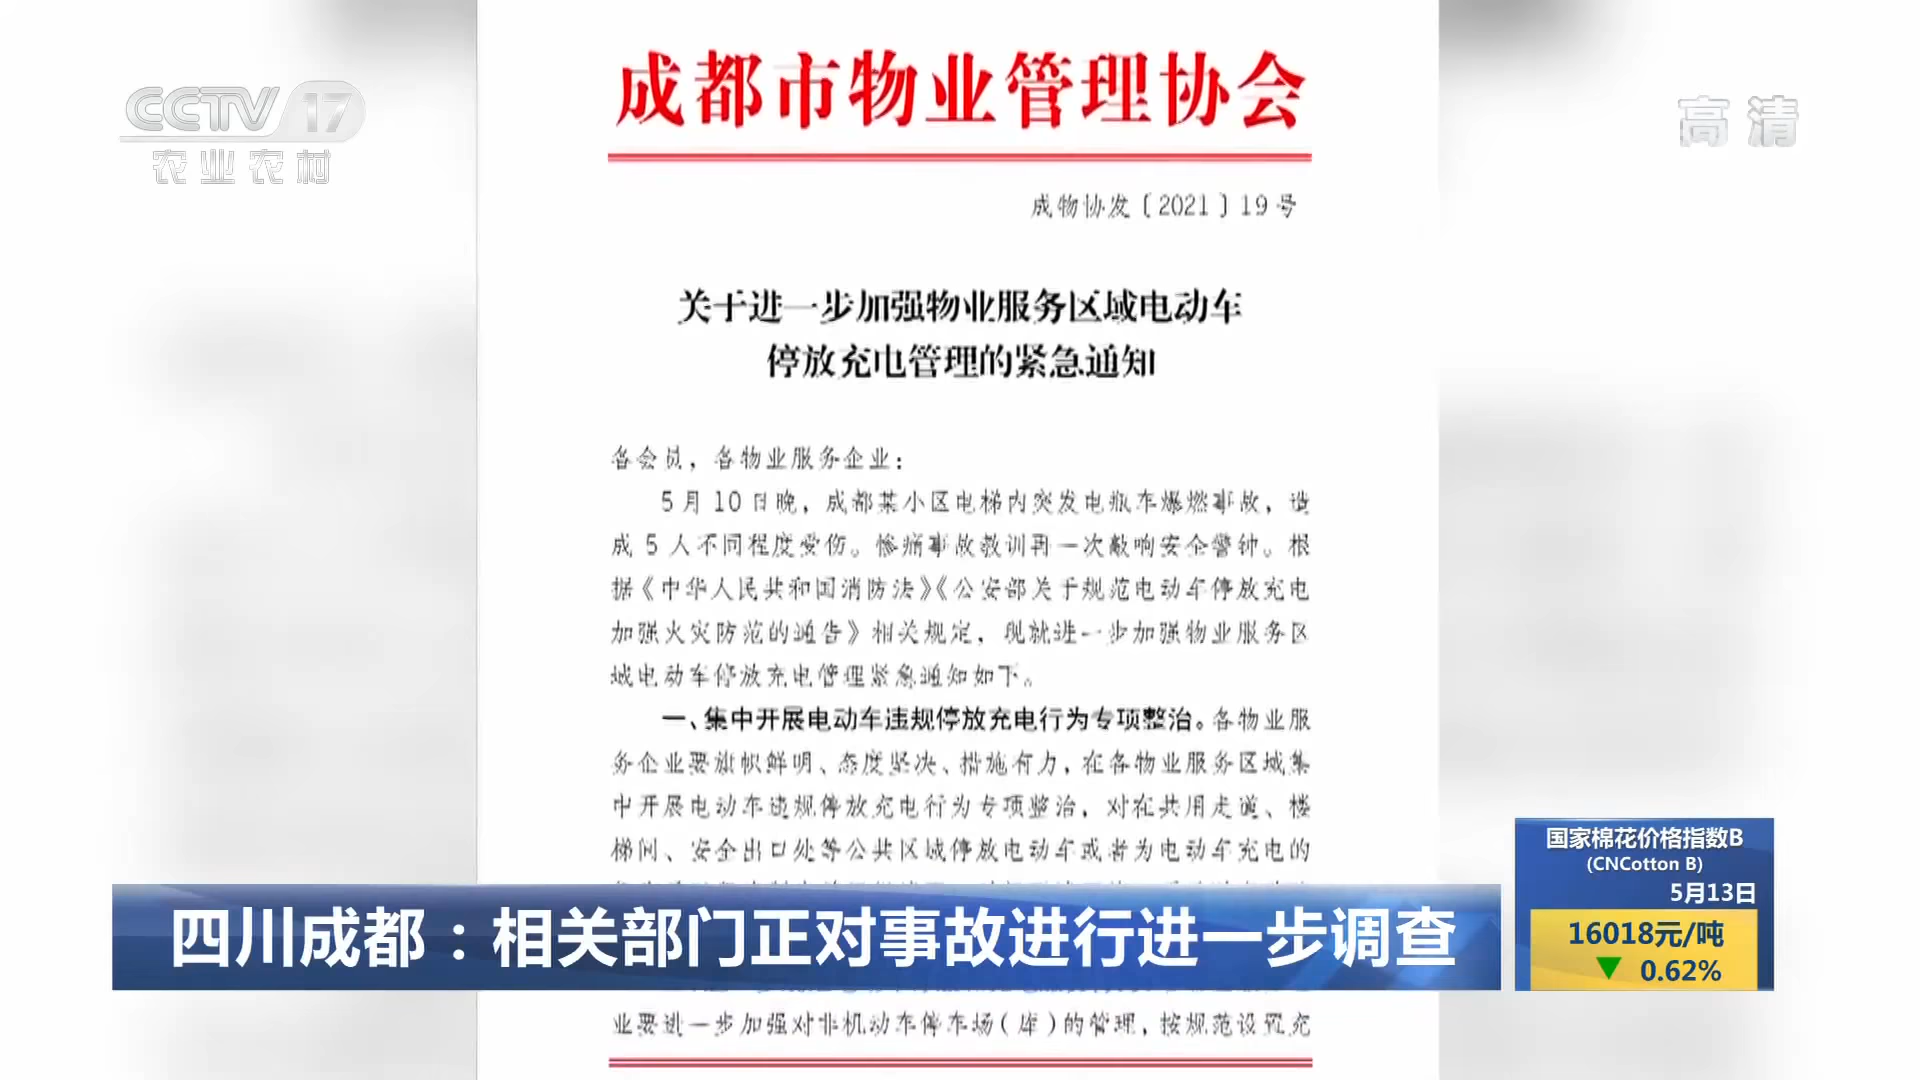 CCTV 17
农业农村
高清
成都市物业管理协会
成物协发〔2021〕19号
关于进一步加强物业服务区域电动车
停放充电管理的紧急通知
各会员，各物业服务企业：
5月10日晚，成都某小区电梯内突发电瓶车爆燃事故，造
成5人不同程度受伤。惨痛事故教训再一次敲响安全警钟。根
据《中华人民共和国消防法》《公安部关于规范电动车停放充电
加强火灾防范的通告》相关规定，现就进一步加强物业服务区
域电动车停放充电管理紧急通知如下。
一、集中开展电动车违规停放充电行为专项整治。各物业服
务企业要旗帜鲜明、态度坚决、措施有力，在各物业服务区域集
中开展电动车违规停放充电行为专项整治，对在共用走道、楼
梯间、安全出口处等公共区域停放电动车或者为电动车充电的
业要进一步加强对非机动车停车场（库）的管理，按规范设置充
四川成都：相关部门正对事故进行进一步调查
国家棉花价格指数B
(CNCotton B)
5月13日
16018元/吨
▼ 0.62%